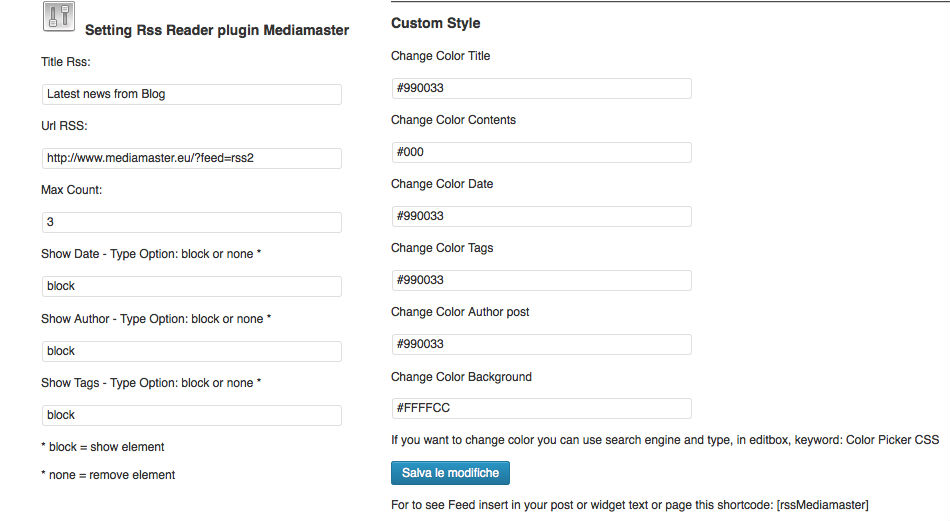 Setting Rss Reader plugin Mediamaster
Title Rss:
Latest news from Blog
Url RSS:
http://www.mediamaster.eu/?feed=rss2
Max Count:
3
Show Date - Type Option: block or none *
block
Show Author - Type Option: block or none *
block
Show Tags - Type Option: block or none *
block
* block = show element
* none = remove element
Custom Style
Change Color Title
#990033
Change Color Contents
#000
Change Color Date
#990033
Change Color Tags
#990033
Change Color Author post
#990033
Change Color Background
#FFFFCC
If you want to change color you can use search engine and type, in editbox, keyword: Color Picker CSS
Salva le modifiche
For to see Feed insert in your post or widget text or page this shortcode: [rssMediamaster]